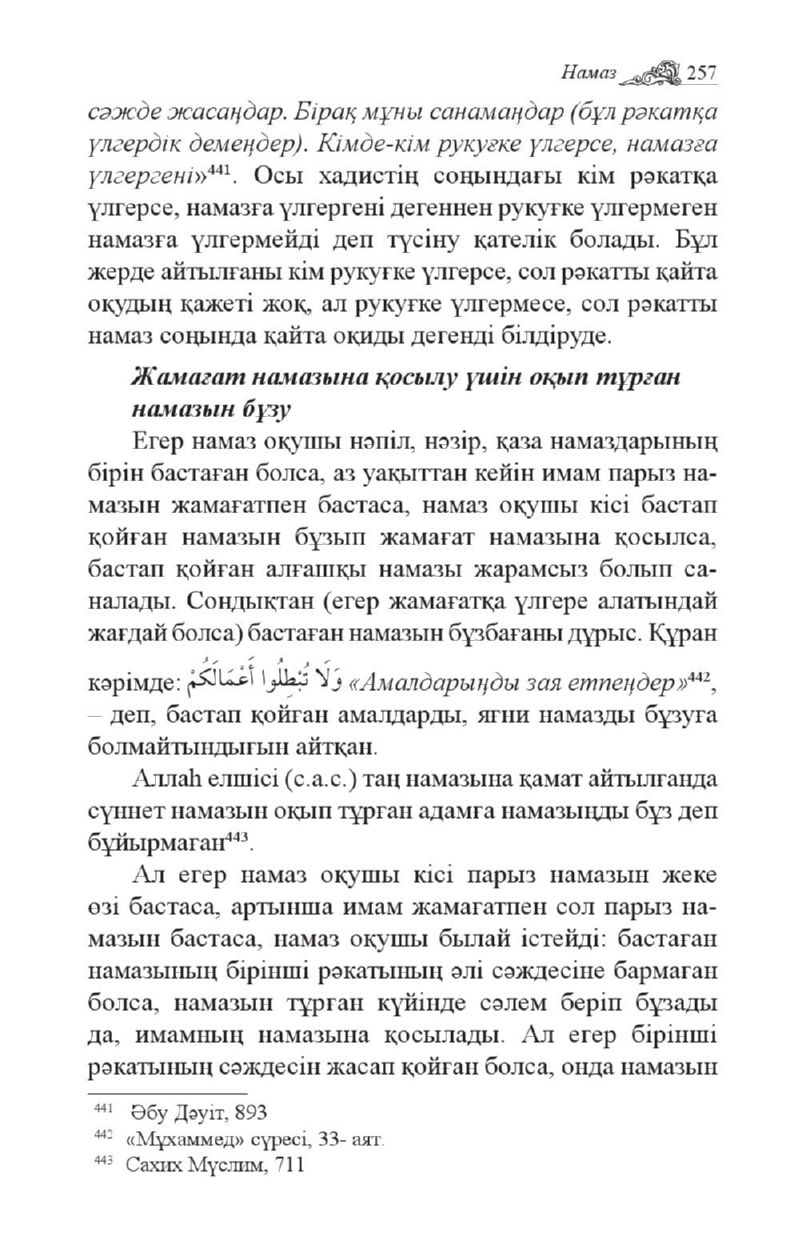 Намаз 257
сәжде жасаңдар. Бірақ мұны санамаңдар (бұл рәкатқа
үлгердік демеңдер). Кімде-кім рукуғке үлгерсе, намазға
үлгергені»⁴⁴¹. Осы хадистің соңындағы кім рәкатқа
үлгерсе, намазға үлгергені дегеннен рукуғке үлгермеген
намазға үлгермейді деп түсіну қателік болады. Бұл
жерде айтылғаны кім рукуғке үлгерсе, сол рәкатты қайта
оқудың қажеті жоқ, ал рукуғке үлгермесе, сол рәкатты
намаз соңында қайта оқиды дегенді білдіруде.
Жамағат намазына қосылу үшін оқып тұрған
намазын бұзу
Егер намаз оқушы нәпіл, нәзір, қаза намаздарының
бірін бастаған болса, аз уақыттан кейін имам парыз на-
мазын жамағатпен бастаса, намаз оқушы кісі бастап
қойған намазын бұзып жамағат намазына қосылса,
бастап қойған алғашқы намазы жарамсыз болып са-
налады. Сондықтан (егер жамағатқа үлгере алатындай
жағдай болса) бастаған намазын бұзбағаны дұрыс. Құран
кәрімде: وَلَا تُبْطِلُوا أَعْمَالَكُمْ «Амалдарыңды зая етпеңдер»⁴⁴²,
– деп, бастап қойған амалдарды, яғни намазды бұзуға
болмайтындығын айтқан.
Аллаһ елшісі (с.а.с.) таң намазына қамат айтылғанда
сүннет намазын оқып тұрған адамға намазыңды бұз деп
бұйырмаған⁴⁴³.
Ал егер намаз оқушы кісі парыз намазын жеке
өзі бастаса, артынша имам жамағатпен сол парыз на-
мазын бастаса, намаз оқушы былай істейді: бастаған
намазының бірінші рәкатының әлі сәждесіне бармаған
болса, намазын тұрған күйінде сәлем беріп бұзады
да, имамның намазына қосылады. Ал егер бірінші
рәкатының сәждесін жасап қойған болса, онда намазын
⁴⁴¹ Әбу Дәуіт, 893
⁴⁴² «Мұхаммед» сүресі, 33- аят.
⁴⁴³ Сахих Мүслим, 711